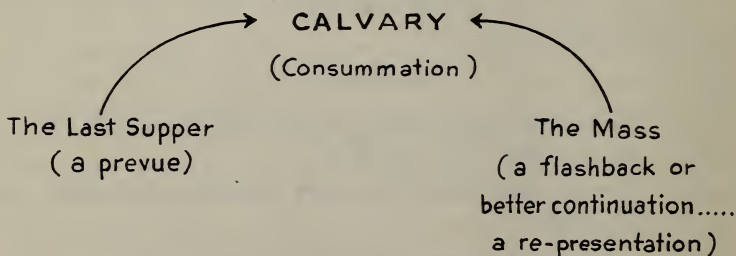 CALVARY
(Consummation)
The Last Supper
(a prevue)
The Mass
(a flashback or
better continuation.....
a re-presentation)